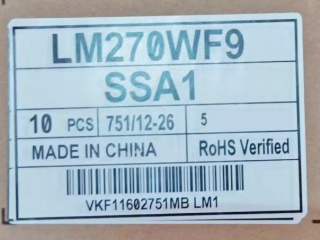 LM270WF9
SSA1
10 PCS 751/12-26 5
MADE IN CHINA RoHS Verified
VKF11602751MB LM1